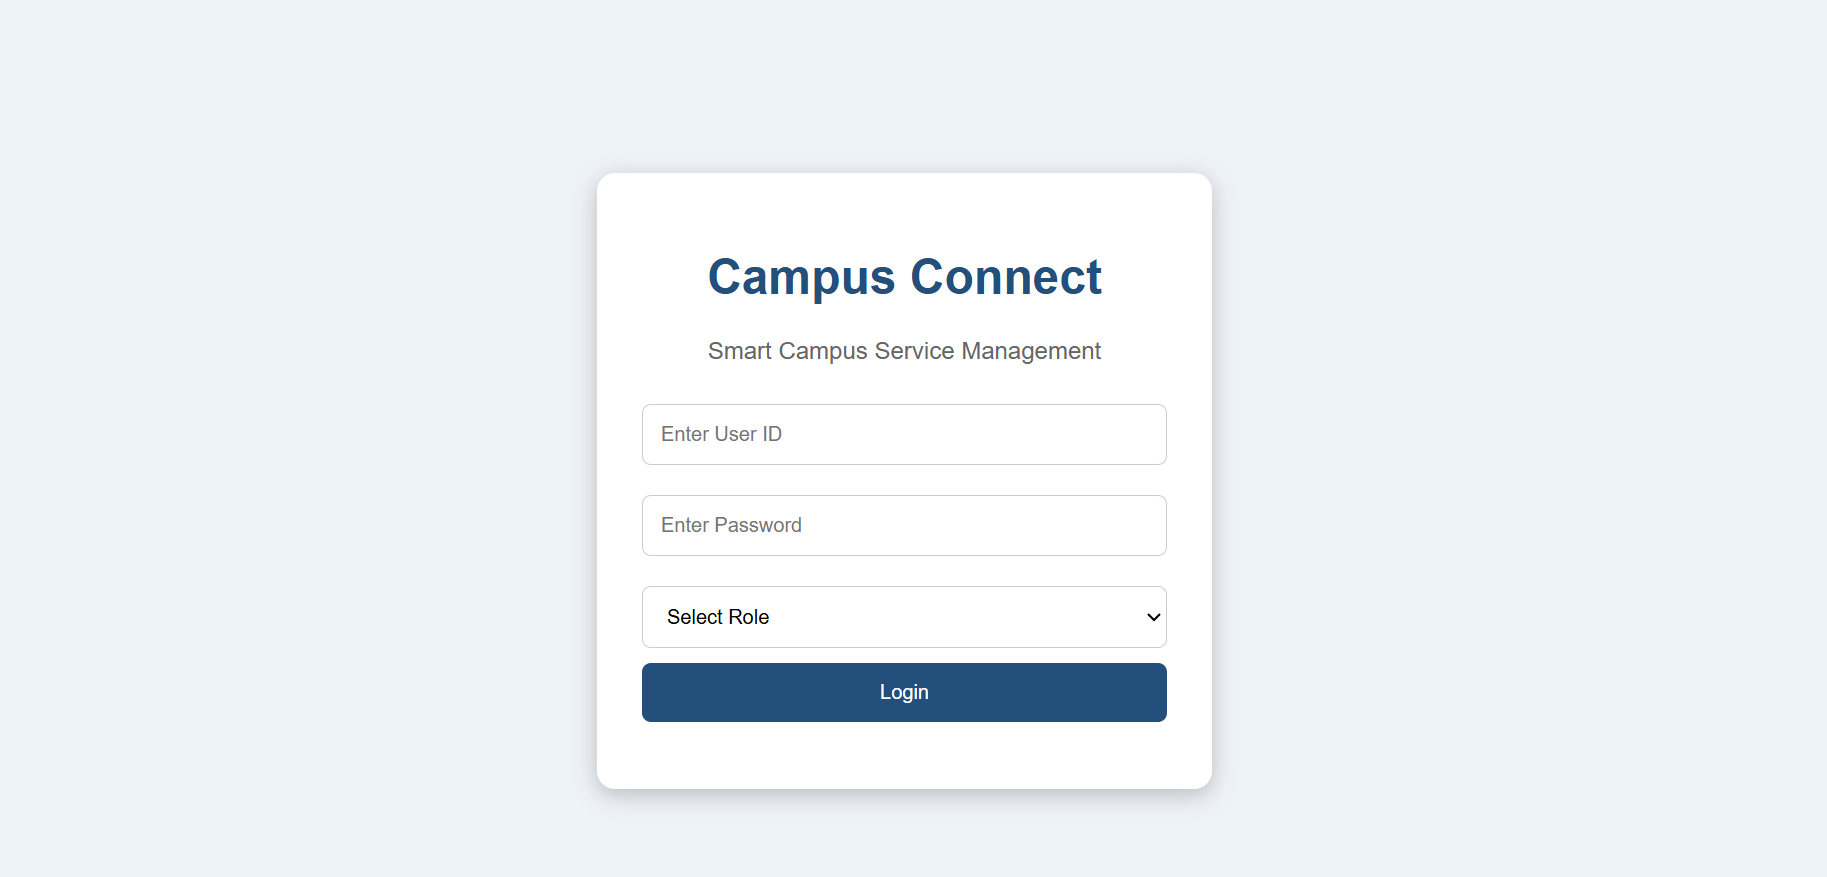 Campus Connect
Smart Campus Service Management
Enter User ID
Enter Password
Select Role
Login